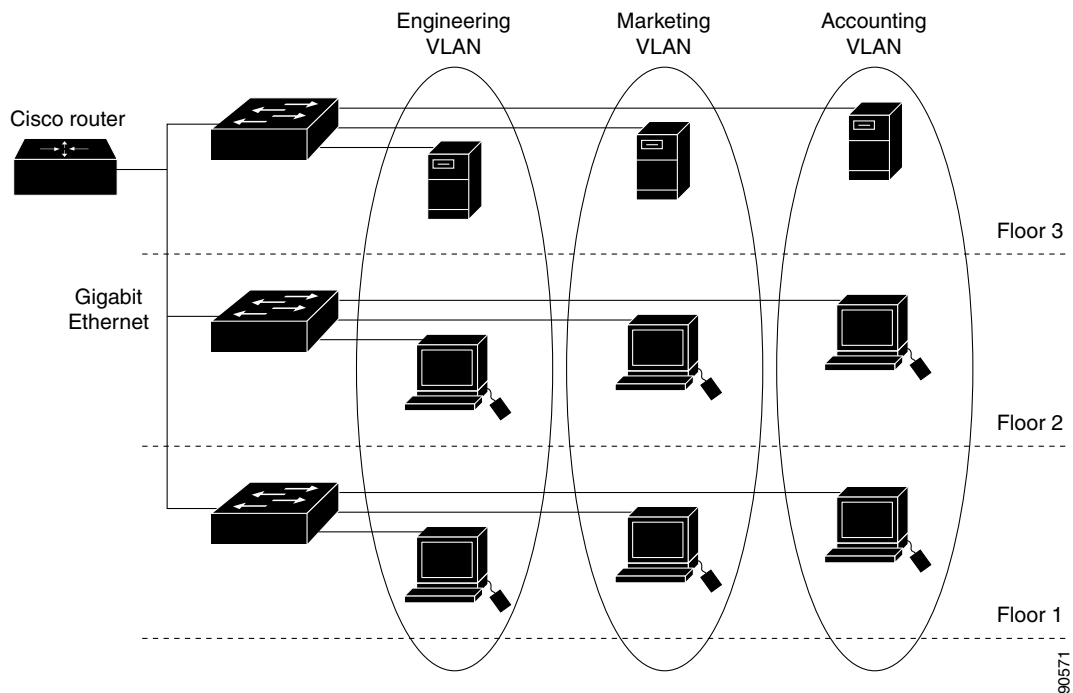 Engineering
VLAN
Marketing
VLAN
Accounting
VLAN
Cisco router
Floor 3
Gigabit
Ethernet
Floor 2
Floor 1
90571